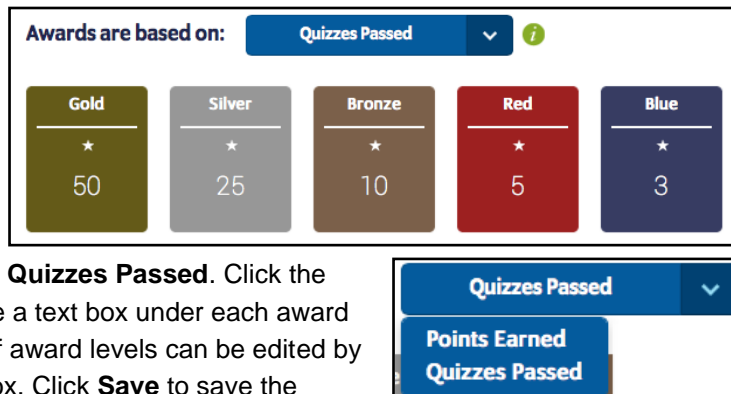 Awards are based on: Quizzes Passed i
Gold Silver Bronze Red Blue
50 25 10 5 3
Quizzes Passed. Click the
a text box under each award
award levels can be edited by
Click Save to save the
Quizzes Passed
Points Earned
Quizzes Passed